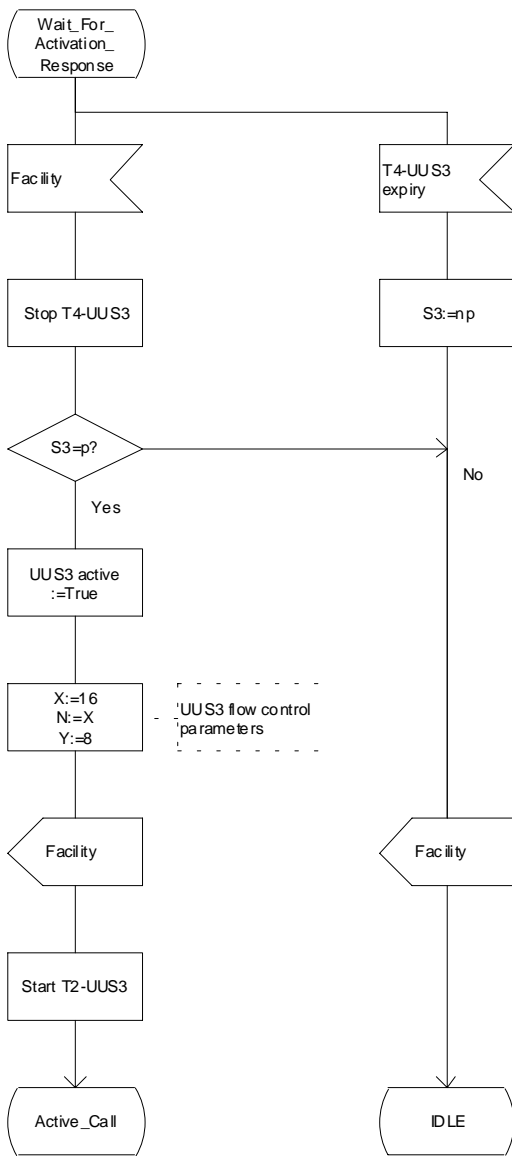 Wait_For_
Activation_
Response
Facility
T4-UUS3
expiry
Stop T4-UUS3
S3:=np
S3=p?
No
Yes
UUS3 active
:=True
X:=16
N:=X
Y:=8
UUS3 flow control
parameters
Facility
Facility
Start T2-UUS3
Active_Call
IDLE